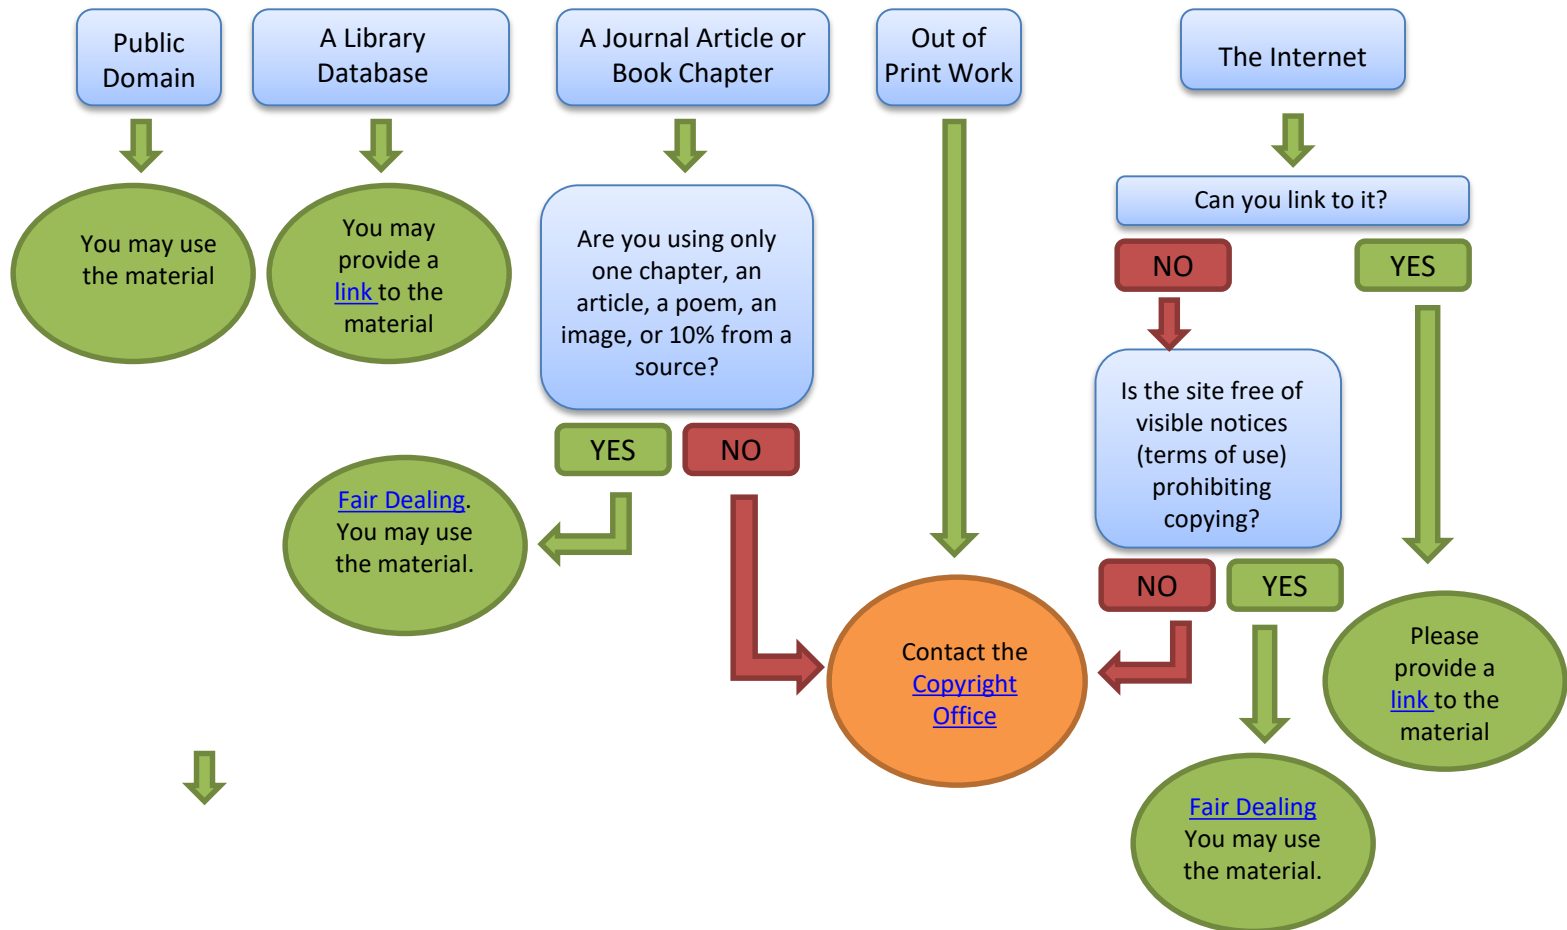 Public
Domain
A Library
Database
A Journal Article or
Book Chapter
Out of
Print Work
The Internet
You may use
the material
You may
provide a
link to the
material
Are you using only
one chapter, an
article, a poem, an
image, or 10% from a
source?
YES
NO
Fair Dealing.
You may use
the material.
Can you link to it?
NO
YES
Is the site free of
visible notices
(terms of use)
prohibiting
copying?
NO
YES
Contact the
Copyright
Office
Please
provide a
link to the
material
Fair Dealing
You may use
the material.